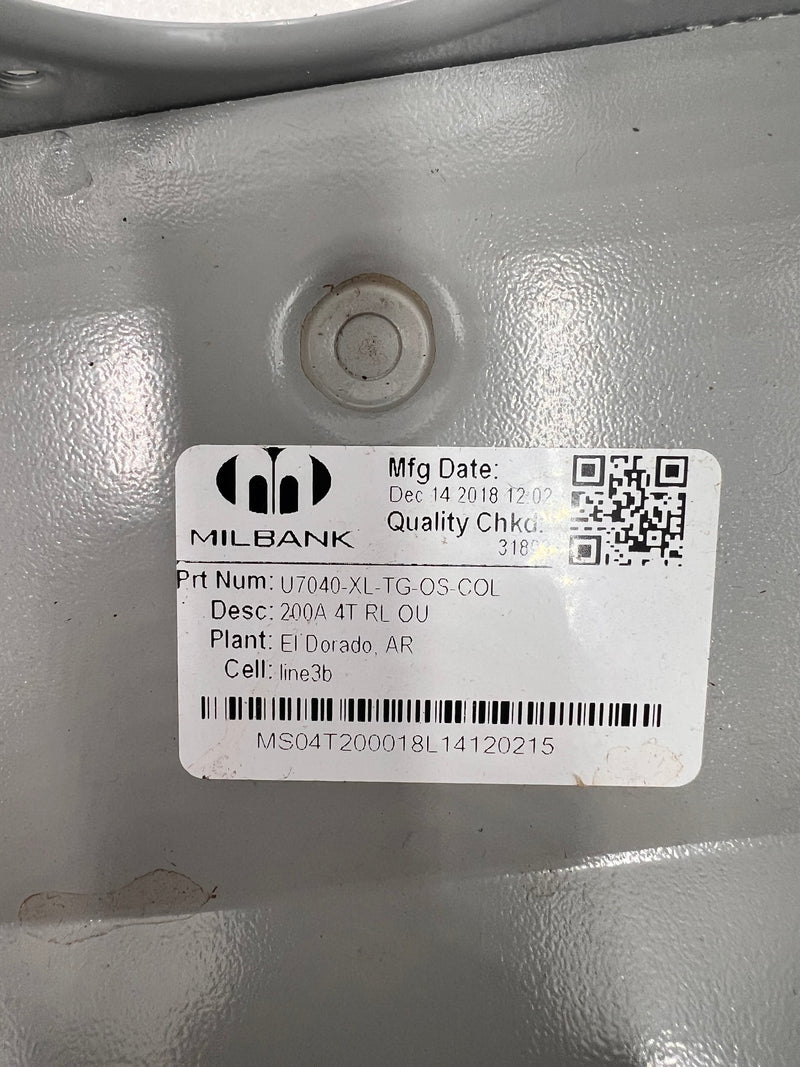 MILBANK
Mfg Date:
Dec 14 2018 12:02
Quality Chkd:
Prt Num: U7040-XL-TG-OS-COL
Desc: 200A 4T RL OU
Plant: El Dorado, AR
Cell: line3b
MS04T200018L14120215